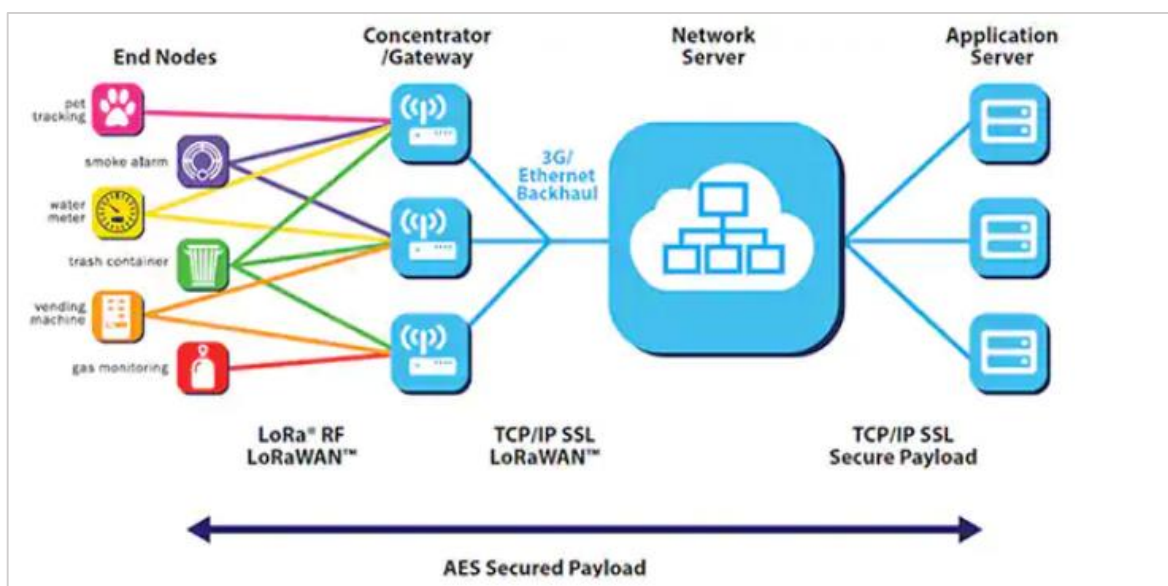 End Nodes
Concentrator
/Gateway
Network
Server
Application
Server
pet
tracking
smoke alarm
water
meter
trash container
vending
machine
gas monitoring
3G/
Ethernet
Backhaul
LoRa® RF
LoRaWAN™
TCP/IP SSL
LoRaWAN™
TCP/IP SSL
Secure Payload
AES Secured Payload